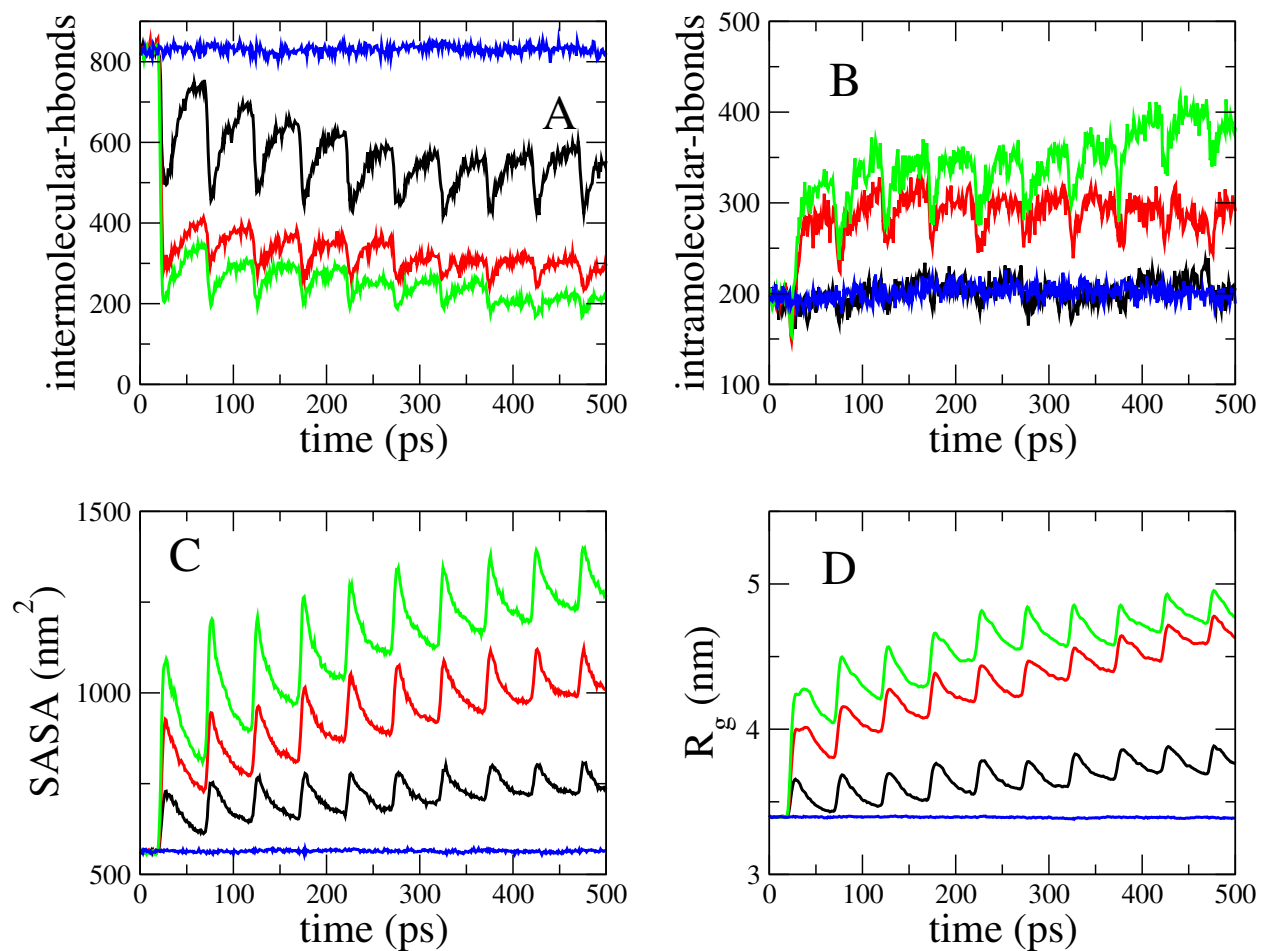 intermolecular-hbonds
800
600
400
200
0
A
0 100 200 300 400 500
time (ps)
intramolecular-hbonds
500
400
300
200
100
B
0 100 200 300 400 500
time (ps)
SASA (nm²)
1500
1000
500
C
0 100 200 300 400 500
time (ps)
R_g (nm)
5
4
3
D
0 100 200 300 400 500
time (ps)